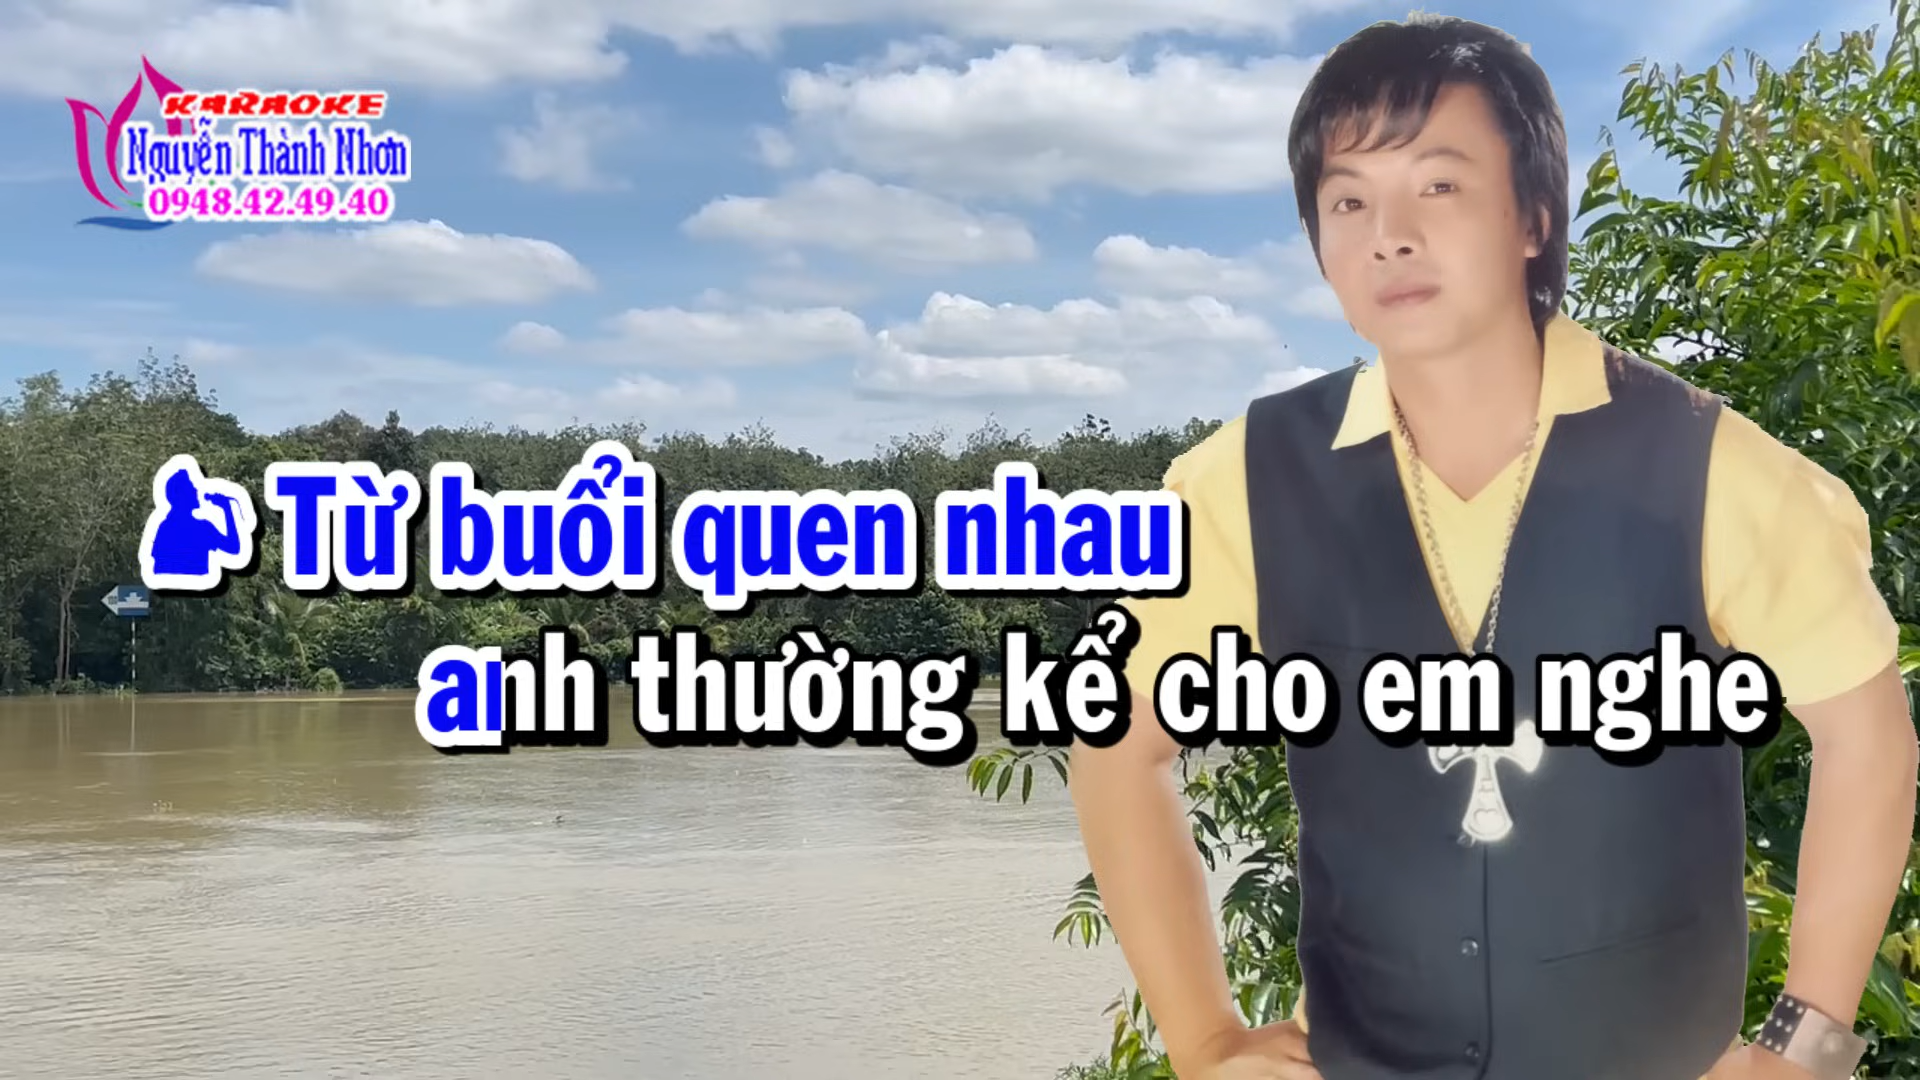 KARAOKE
Nguyễn Thành Nhơn
0948.42.49.40
Từ buổi quen nhau
anh thường kể cho em nghe